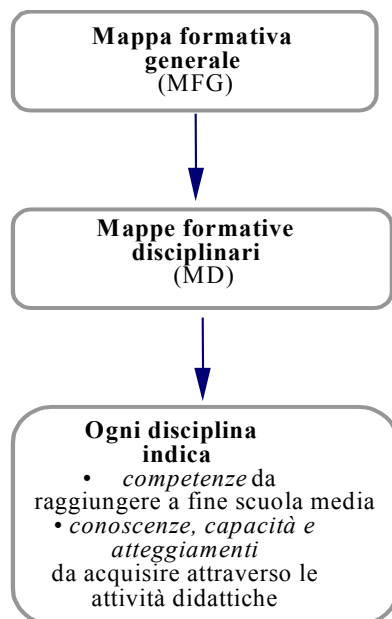 Mappa formativa
generale
(MFG)
Mappe formative
disciplinari
(MD)
Ogni disciplina
indica
• competenze da
raggiungere a fine scuola media
• conoscenze, capacità e
atteggiamenti
da acquisire attraverso le
attività didattiche